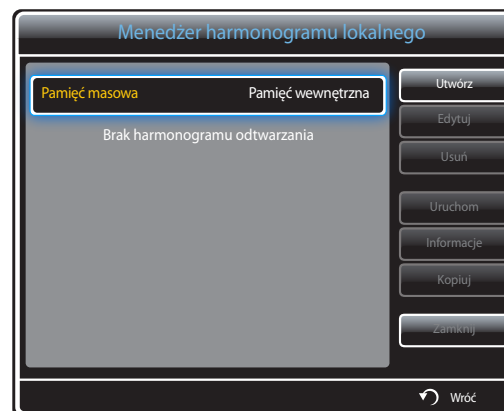 Menedżer harmonogramu lokalnego
Pamięć masowa Pamięć wewnętrzna
Brak harmonogramu odtwarzania
Utwórz
Edytuj
Usuń
Uruchom
Informacje
Kopiuj
Zamknij
Wróć